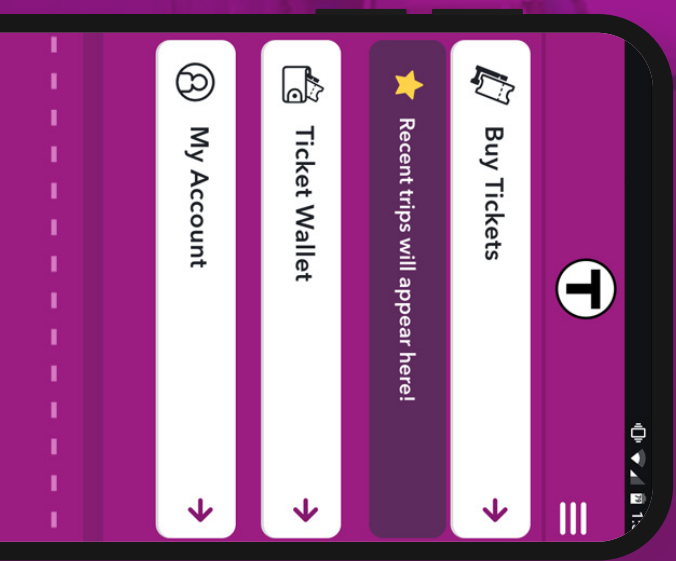 T
Buy Tickets
Recent trips will appear here!
Ticket Wallet
My Account